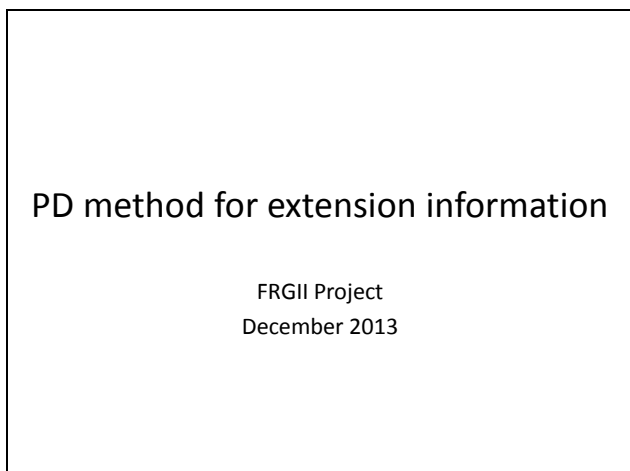 PD method for extension information
FRGII Project
December 2013